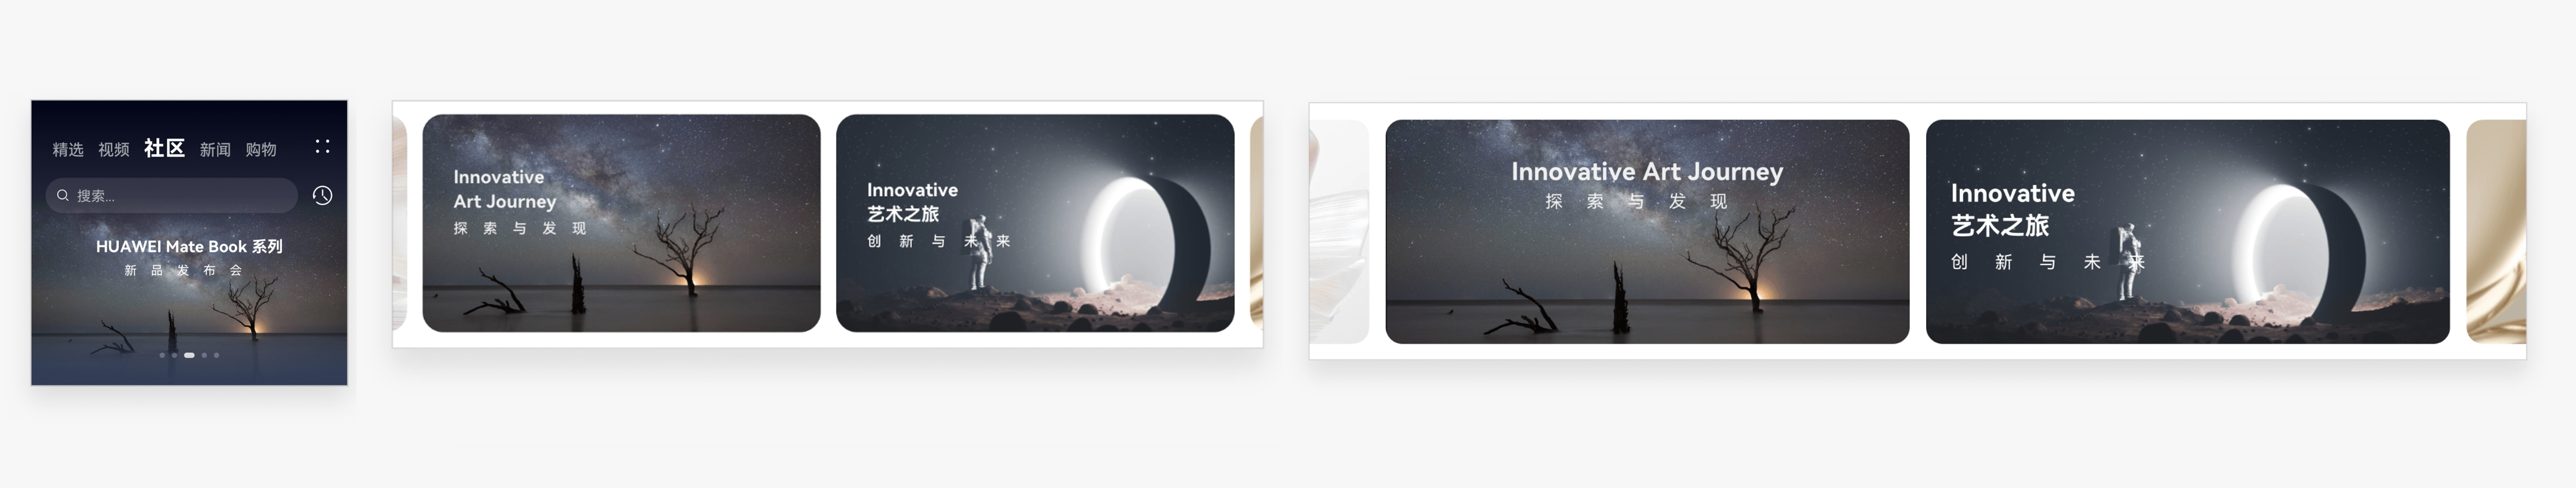 精选 视频 社区 新闻 购物
搜索...
HUAWEI Mate Book 系列
新品发布会
Innovative
Art Journey
探索与发现
Innovative
艺术之旅
创新与未来
Innovative Art Journey
探索与发现
Innovative
艺术之旅
创新与未来